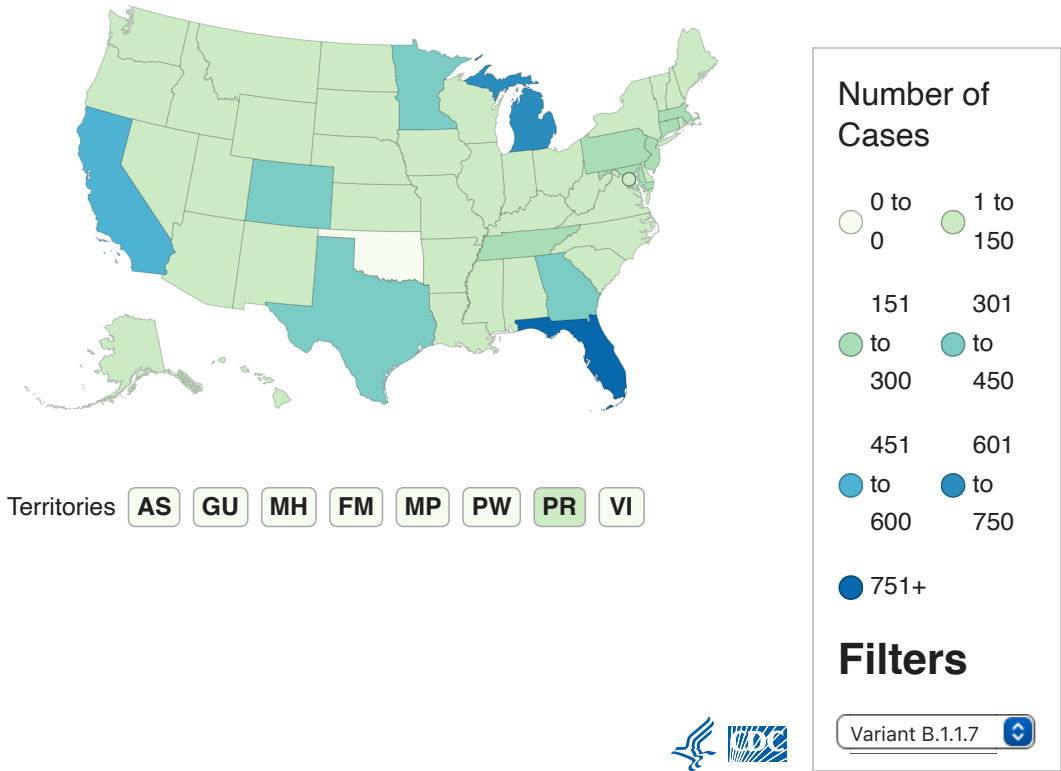 Number of
Cases
0 to
0
1 to
150
151
to
300
301
to
450
451
to
600
601
to
750
751+
Filters
Variant B.1.1.7
Territories AS GU MH FM MP PW PR VI
CDC